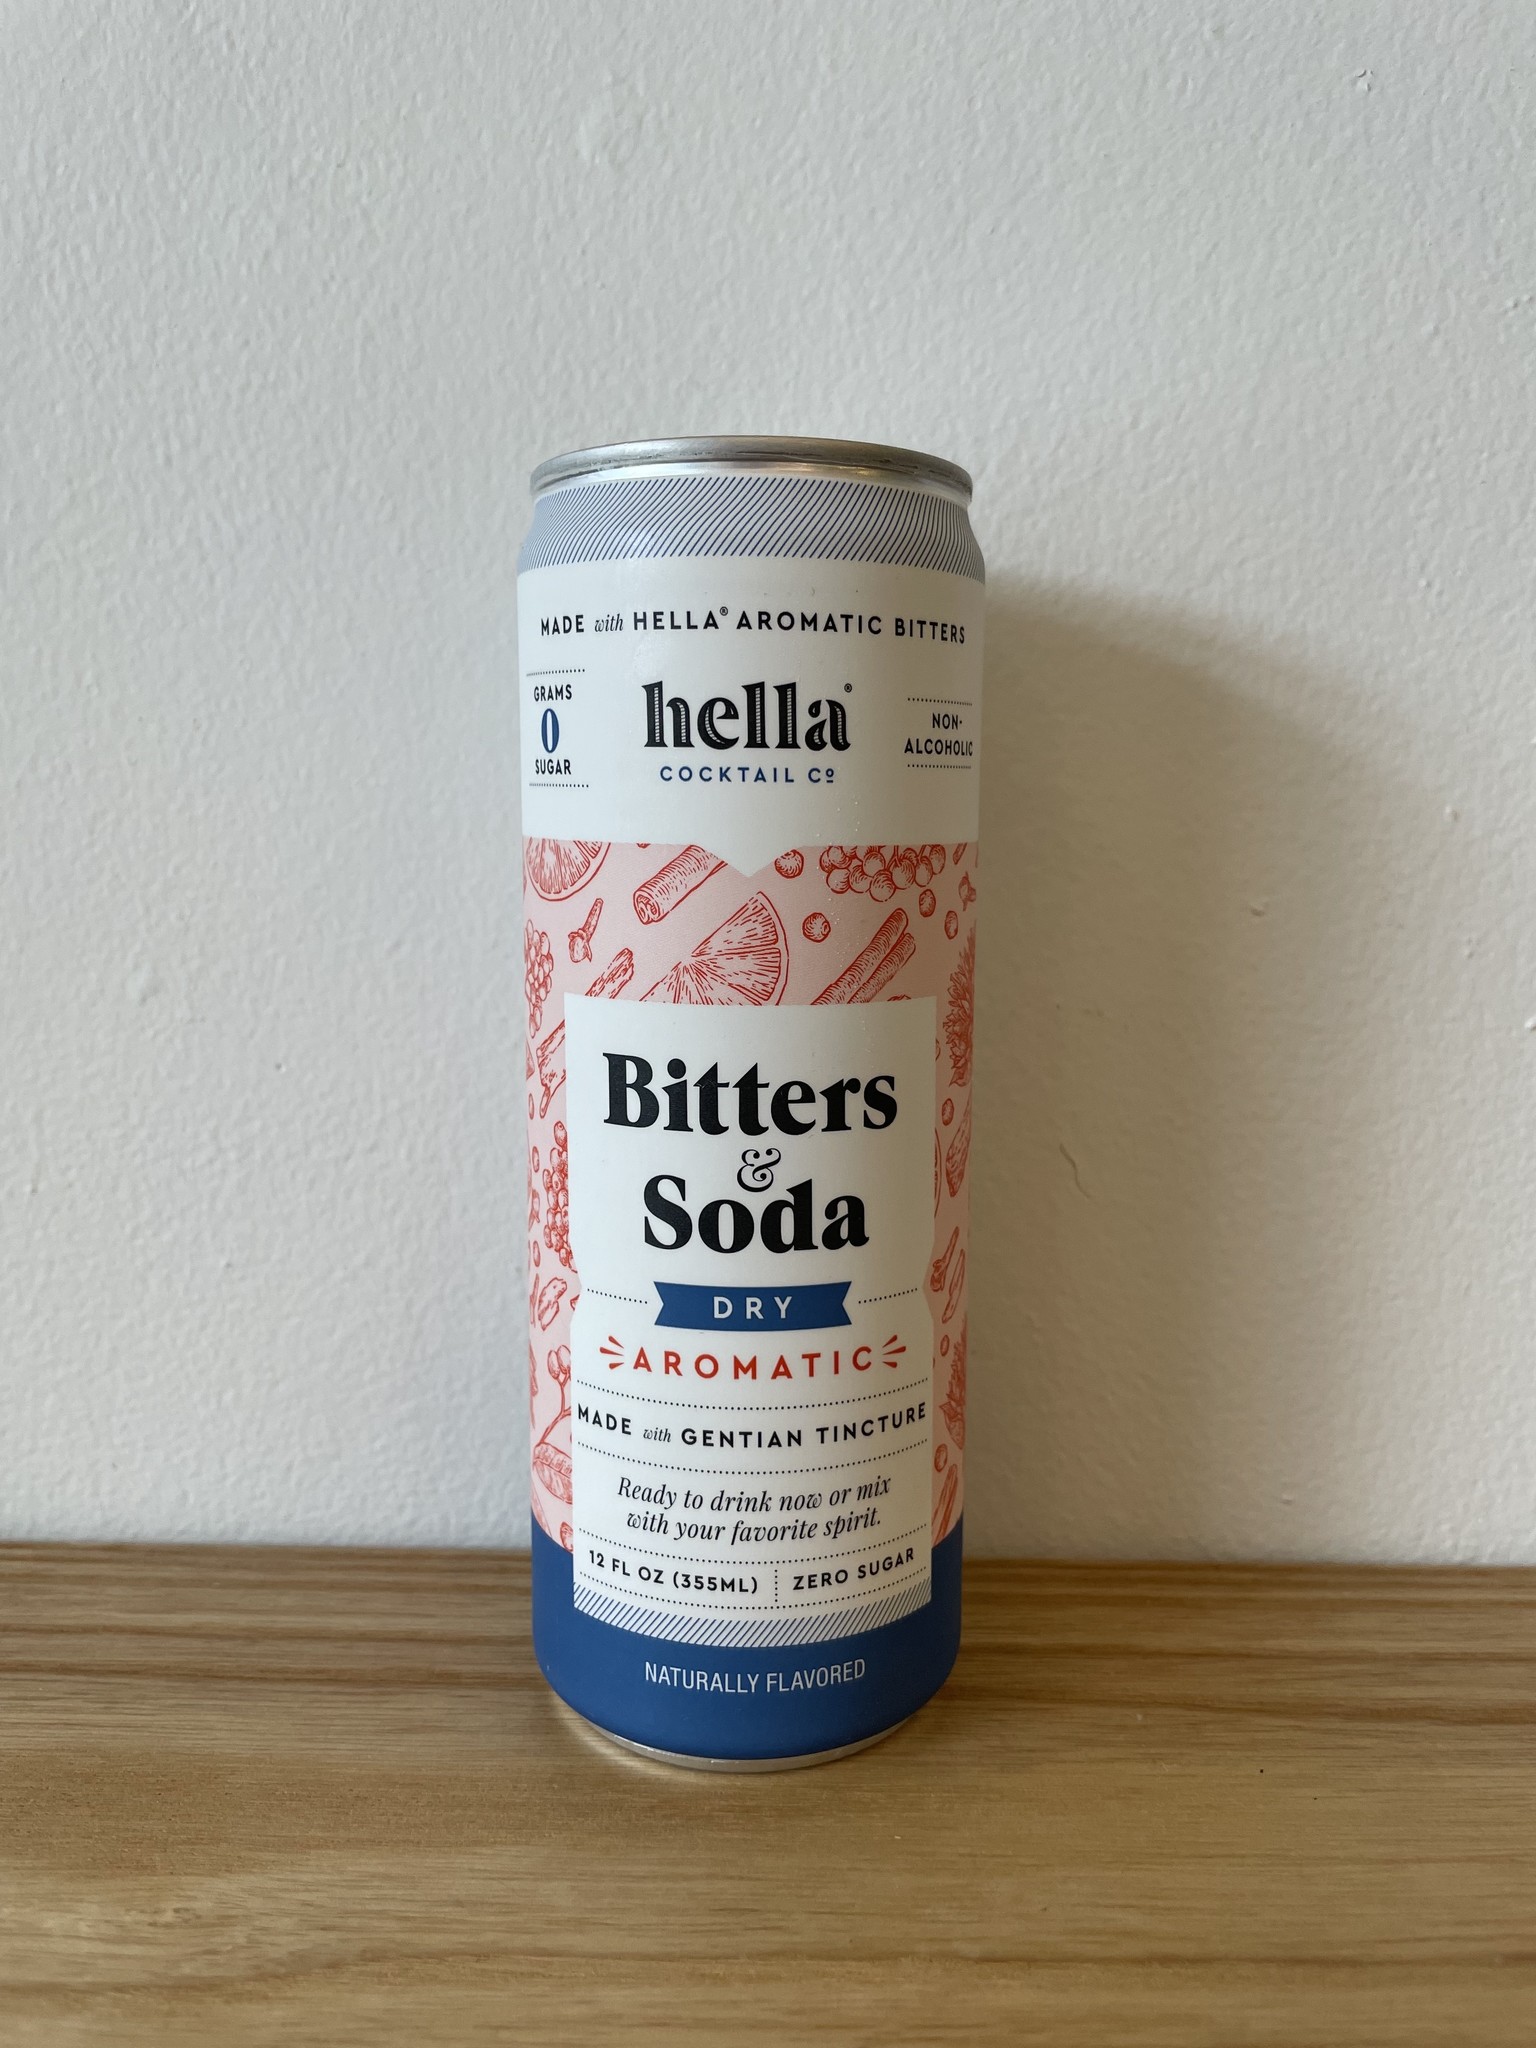 MADE with HELLA® AROMATIC BITTERS
GRAMS
0
SUGAR
hella®
COCKTAIL Cº
NON-
ALCOHOLIC
Bitters
&
Soda
DRY
AROMATIC
MADE with GENTIAN TINCTURE
Ready to drink now or mix
with your favorite spirit.
12 FL OZ (355ML) ZERO SUGAR
NATURALLY FLAVORED